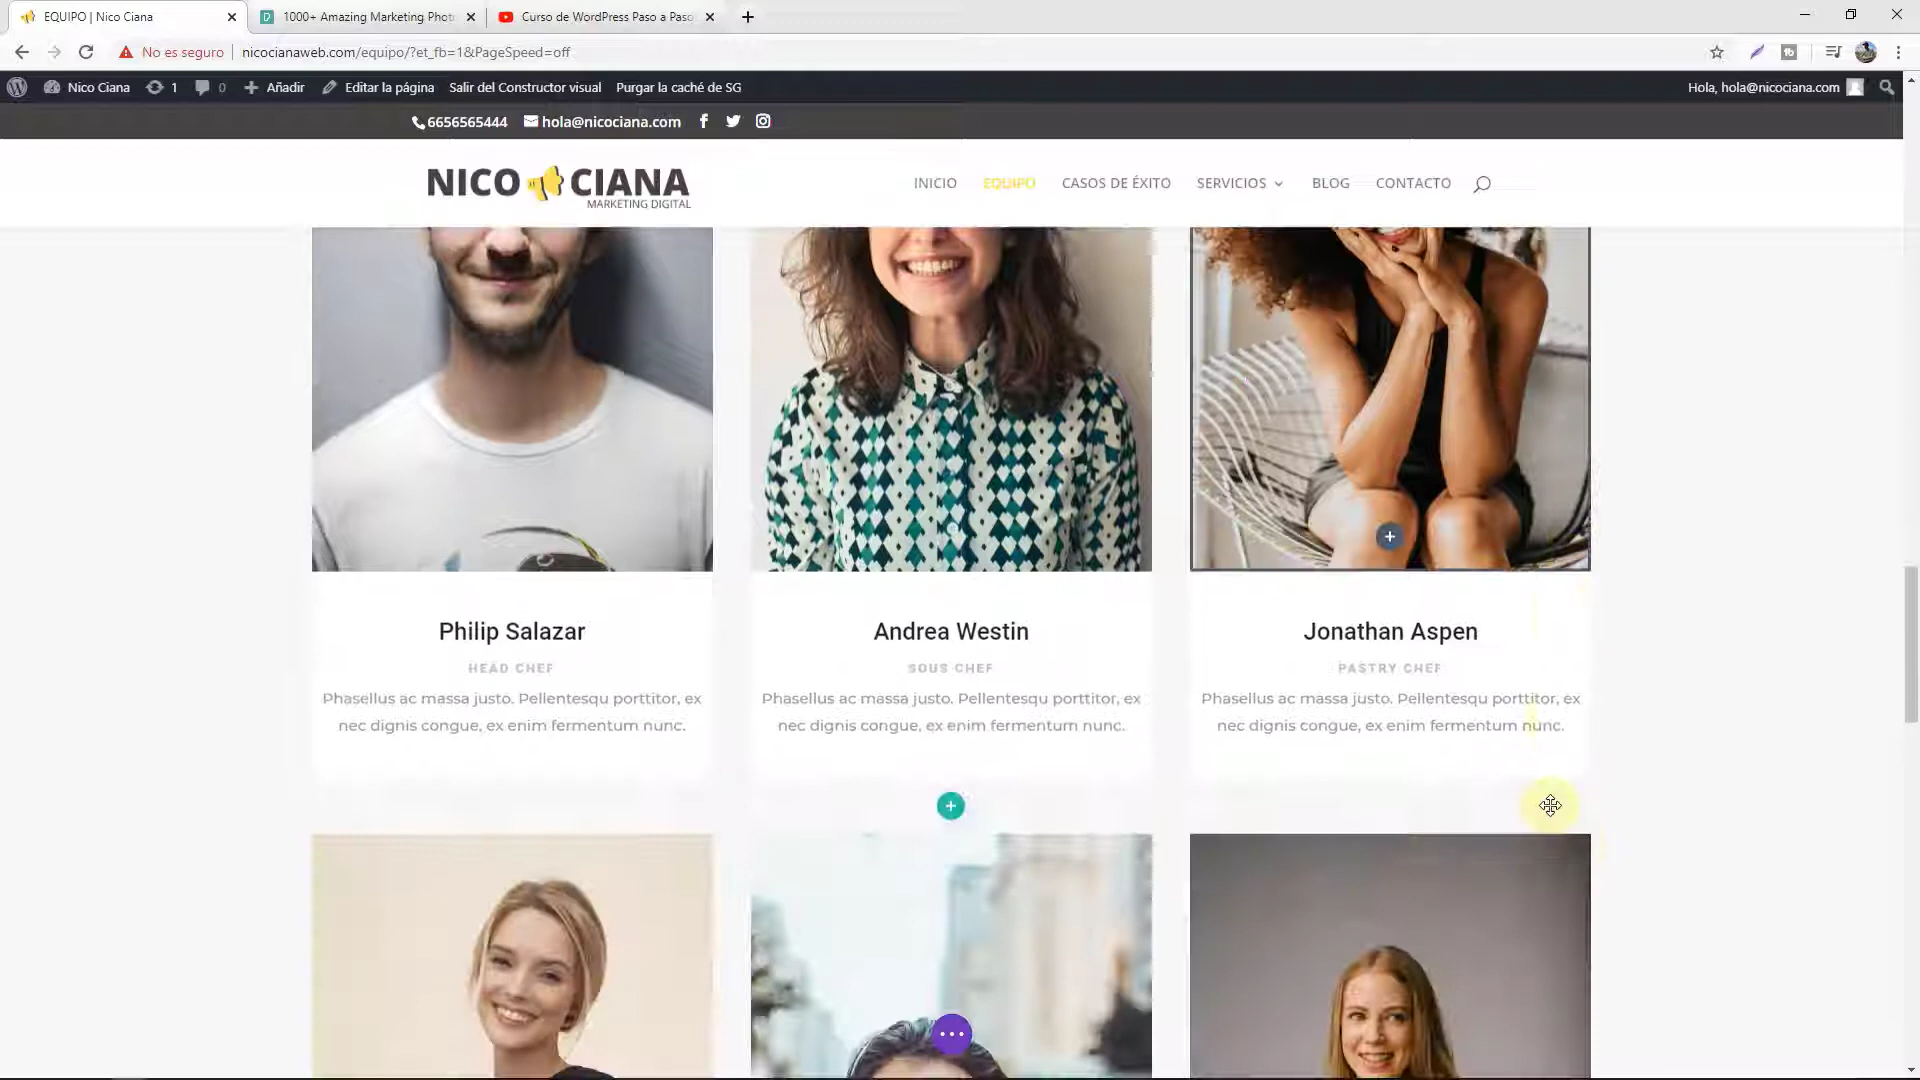 EQUIPO | Nico Ciana
1000+ Amazing Marketing Phot
Curso de WordPress Paso a Paso
No es seguro
nicocianaweb.com/equipo/?et_fb=1&PageSpeed=off
Nico Ciana
1
0
Añadir
Editar la página
Salir del Constructor visual
Purgar la caché de SG
Hola, hola@nicociana.com
6656565444
hola@nicociana.com
NICO CIANA
MARKETING DIGITAL
INICIO
EQUIPO
CASOS DE ÉXITO
SERVICIOS
BLOG
CONTACTO
Philip Salazar
HEAD CHEF
Phasellus ac massa justo. Pellentesqu porttitor, ex
nec dignis congue, ex enim fermentum nunc.
Andrea Westin
SOUS CHEF
Phasellus ac massa justo. Pellentesqu porttitor, ex
nec dignis congue, ex enim fermentum nunc.
Jonathan Aspen
PASTRY CHEF
Phasellus ac massa justo. Pellentesqu porttitor, ex
nec dignis congue, ex enim fermentum nunc.